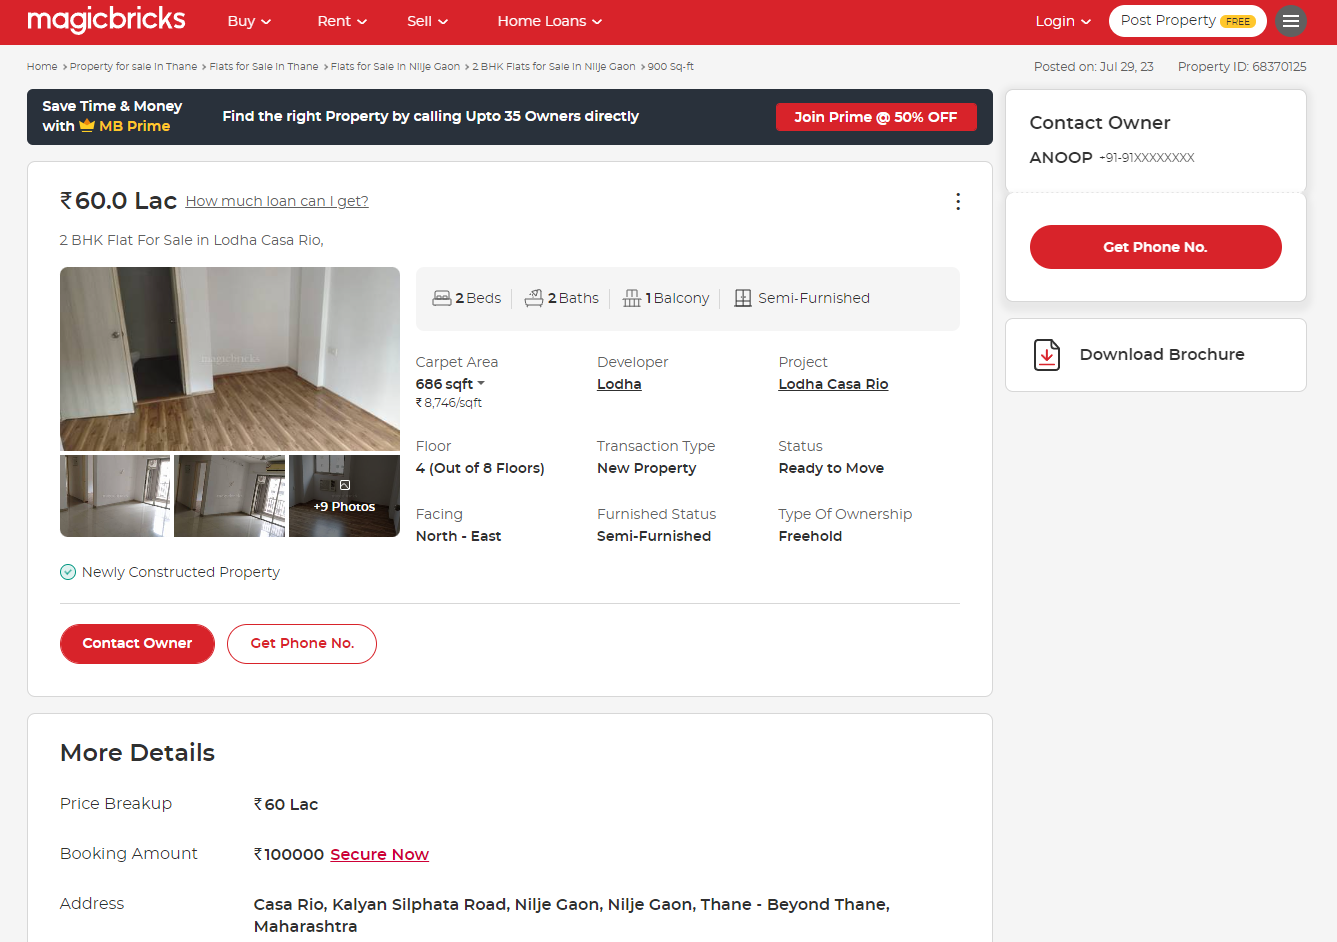 magicbricks
Buy
Rent
Sell
Home Loans
Login
Post Property FREE
Home > Property for sale in Thane > Flats for Sale in Thane > Flats for Sale in Nilje Gaon > 2 BHK Flats for Sale in Nilje Gaon > 900 Sq-ft
Posted on: Jul 29, 23
Property ID: 68370125
Save Time & Money
with MB Prime
Find the right Property by calling Upto 35 Owners directly
Join Prime @ 50% OFF
₹60.0 Lac How much loan can I get?
2 BHK Flat For Sale in Lodha Casa Rio,
magicbricks
+9 Photos
2 Beds
2 Baths
1 Balcony
Semi-Furnished
Carpet Area
686 sqft
₹ 8,746/sqft
Developer
Lodha
Project
Lodha Casa Rio
Floor
4 (Out of 8 Floors)
Transaction Type
New Property
Status
Ready to Move
Facing
North - East
Furnished Status
Semi-Furnished
Type Of Ownership
Freehold
Newly Constructed Property
Contact Owner
Get Phone No.
Contact Owner
ANOOP +91-91XXXXXXXX
Get Phone No.
Download Brochure
More Details
Price Breakup
₹60 Lac
Booking Amount
₹100000 Secure Now
Address
Casa Rio, Kalyan Silphata Road, Nilje Gaon, Nilje Gaon, Thane - Beyond Thane,
Maharashtra